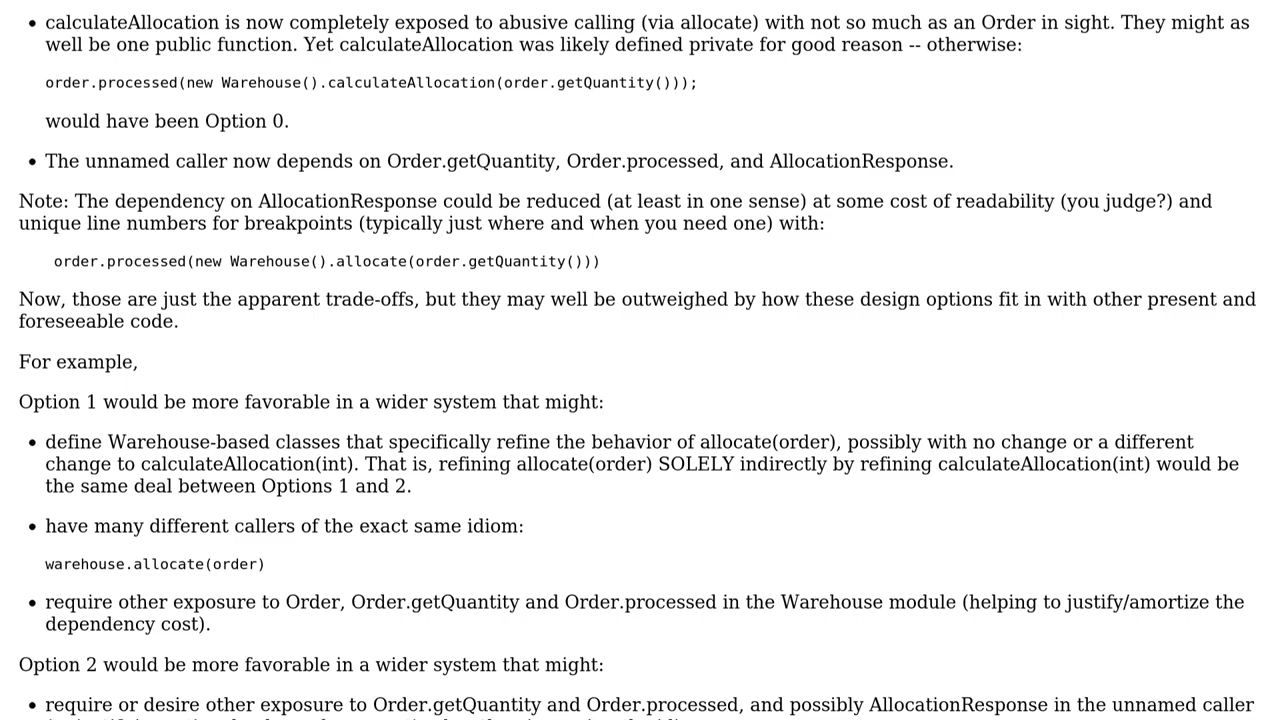 • calculateAllocation is now completely exposed to abusive calling (via allocate) with not so much as an Order in sight. They might as
well be one public function. Yet calculateAllocation was likely defined private for good reason -- otherwise:
order.processed(new Warehouse().calculateAllocation(order.getQuantity()));
would have been Option 0.
• The unnamed caller now depends on Order.getQuantity, Order.processed, and AllocationResponse.
Note: The dependency on AllocationResponse could be reduced (at least in one sense) at some cost of readability (you judge?) and
unique line numbers for breakpoints (typically just where and when you need one) with:
order.processed(new Warehouse().allocate(order.getQuantity()))
Now, those are just the apparent trade-offs, but they may well be outweighed by how these design options fit in with other present and
foreseeable code.
For example,
Option 1 would be more favorable in a wider system that might:
• define Warehouse-based classes that specifically refine the behavior of allocate(order), possibly with no change or a different
change to calculateAllocation(int). That is, refining allocate(order) SOLELY indirectly by refining calculateAllocation(int) would be
the same deal between Options 1 and 2.
• have many different callers of the exact same idiom:
warehouse.allocate(order)
• require other exposure to Order, Order.getQuantity and Order.processed in the Warehouse module (helping to justify/amortize the
dependency cost).
Option 2 would be more favorable in a wider system that might:
• require or desire other exposure to Order.getQuantity and Order.processed, and possibly AllocationResponse in the unnamed caller